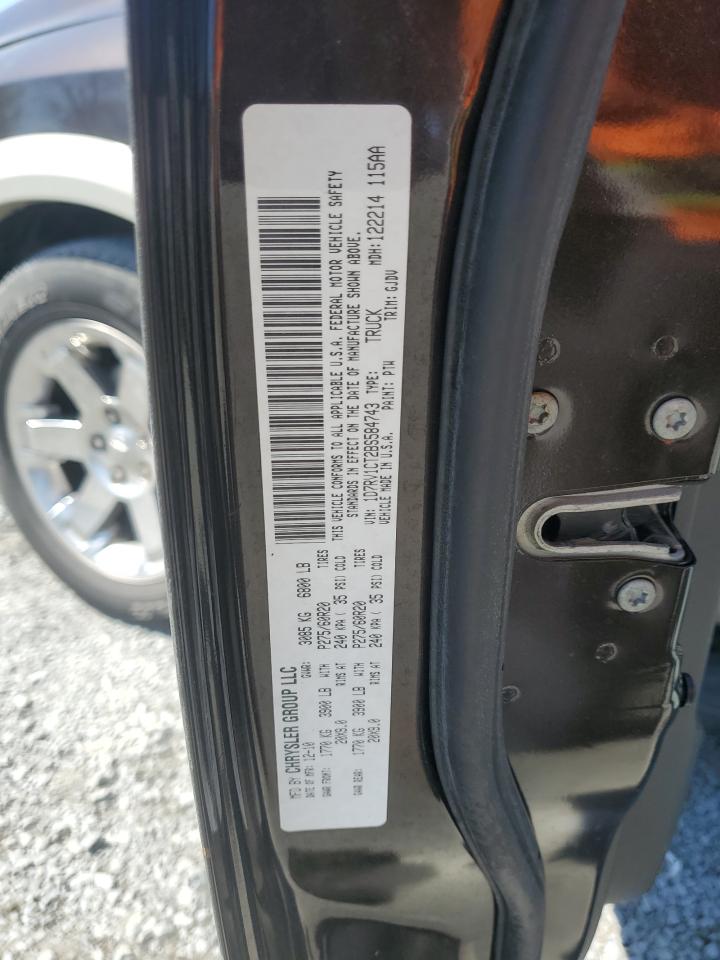 MFD BY CHRYSLER GROUP LLC
DATE OF MFR: 12-10 GVWR: 3085 KG 6800 LB
GAWR FRONT: 1770 KG 3900 LB WITH P275/60R20 TIRES
20X9.0 RIMS AT 240 KPA ( 35 PSI) COLD
GAWR REAR: 1770 KG 3900 LB WITH P275/60R20 TIRES
20X9.0 RIMS AT 240 KPA ( 35 PSI) COLD
THIS VEHICLE CONFORMS TO ALL APPLICABLE U.S.A. FEDERAL MOTOR VEHICLE SAFETY
STANDARDS IN EFFECT ON THE DATE OF MANUFACTURE SHOWN ABOVE.
VIN: 1D7RV1CT2BS584743 TYPE: TRUCK MDH: 122214 115AA
VEHICLE MADE IN U.S.A. PAINT: PTW TRIM: GJDV